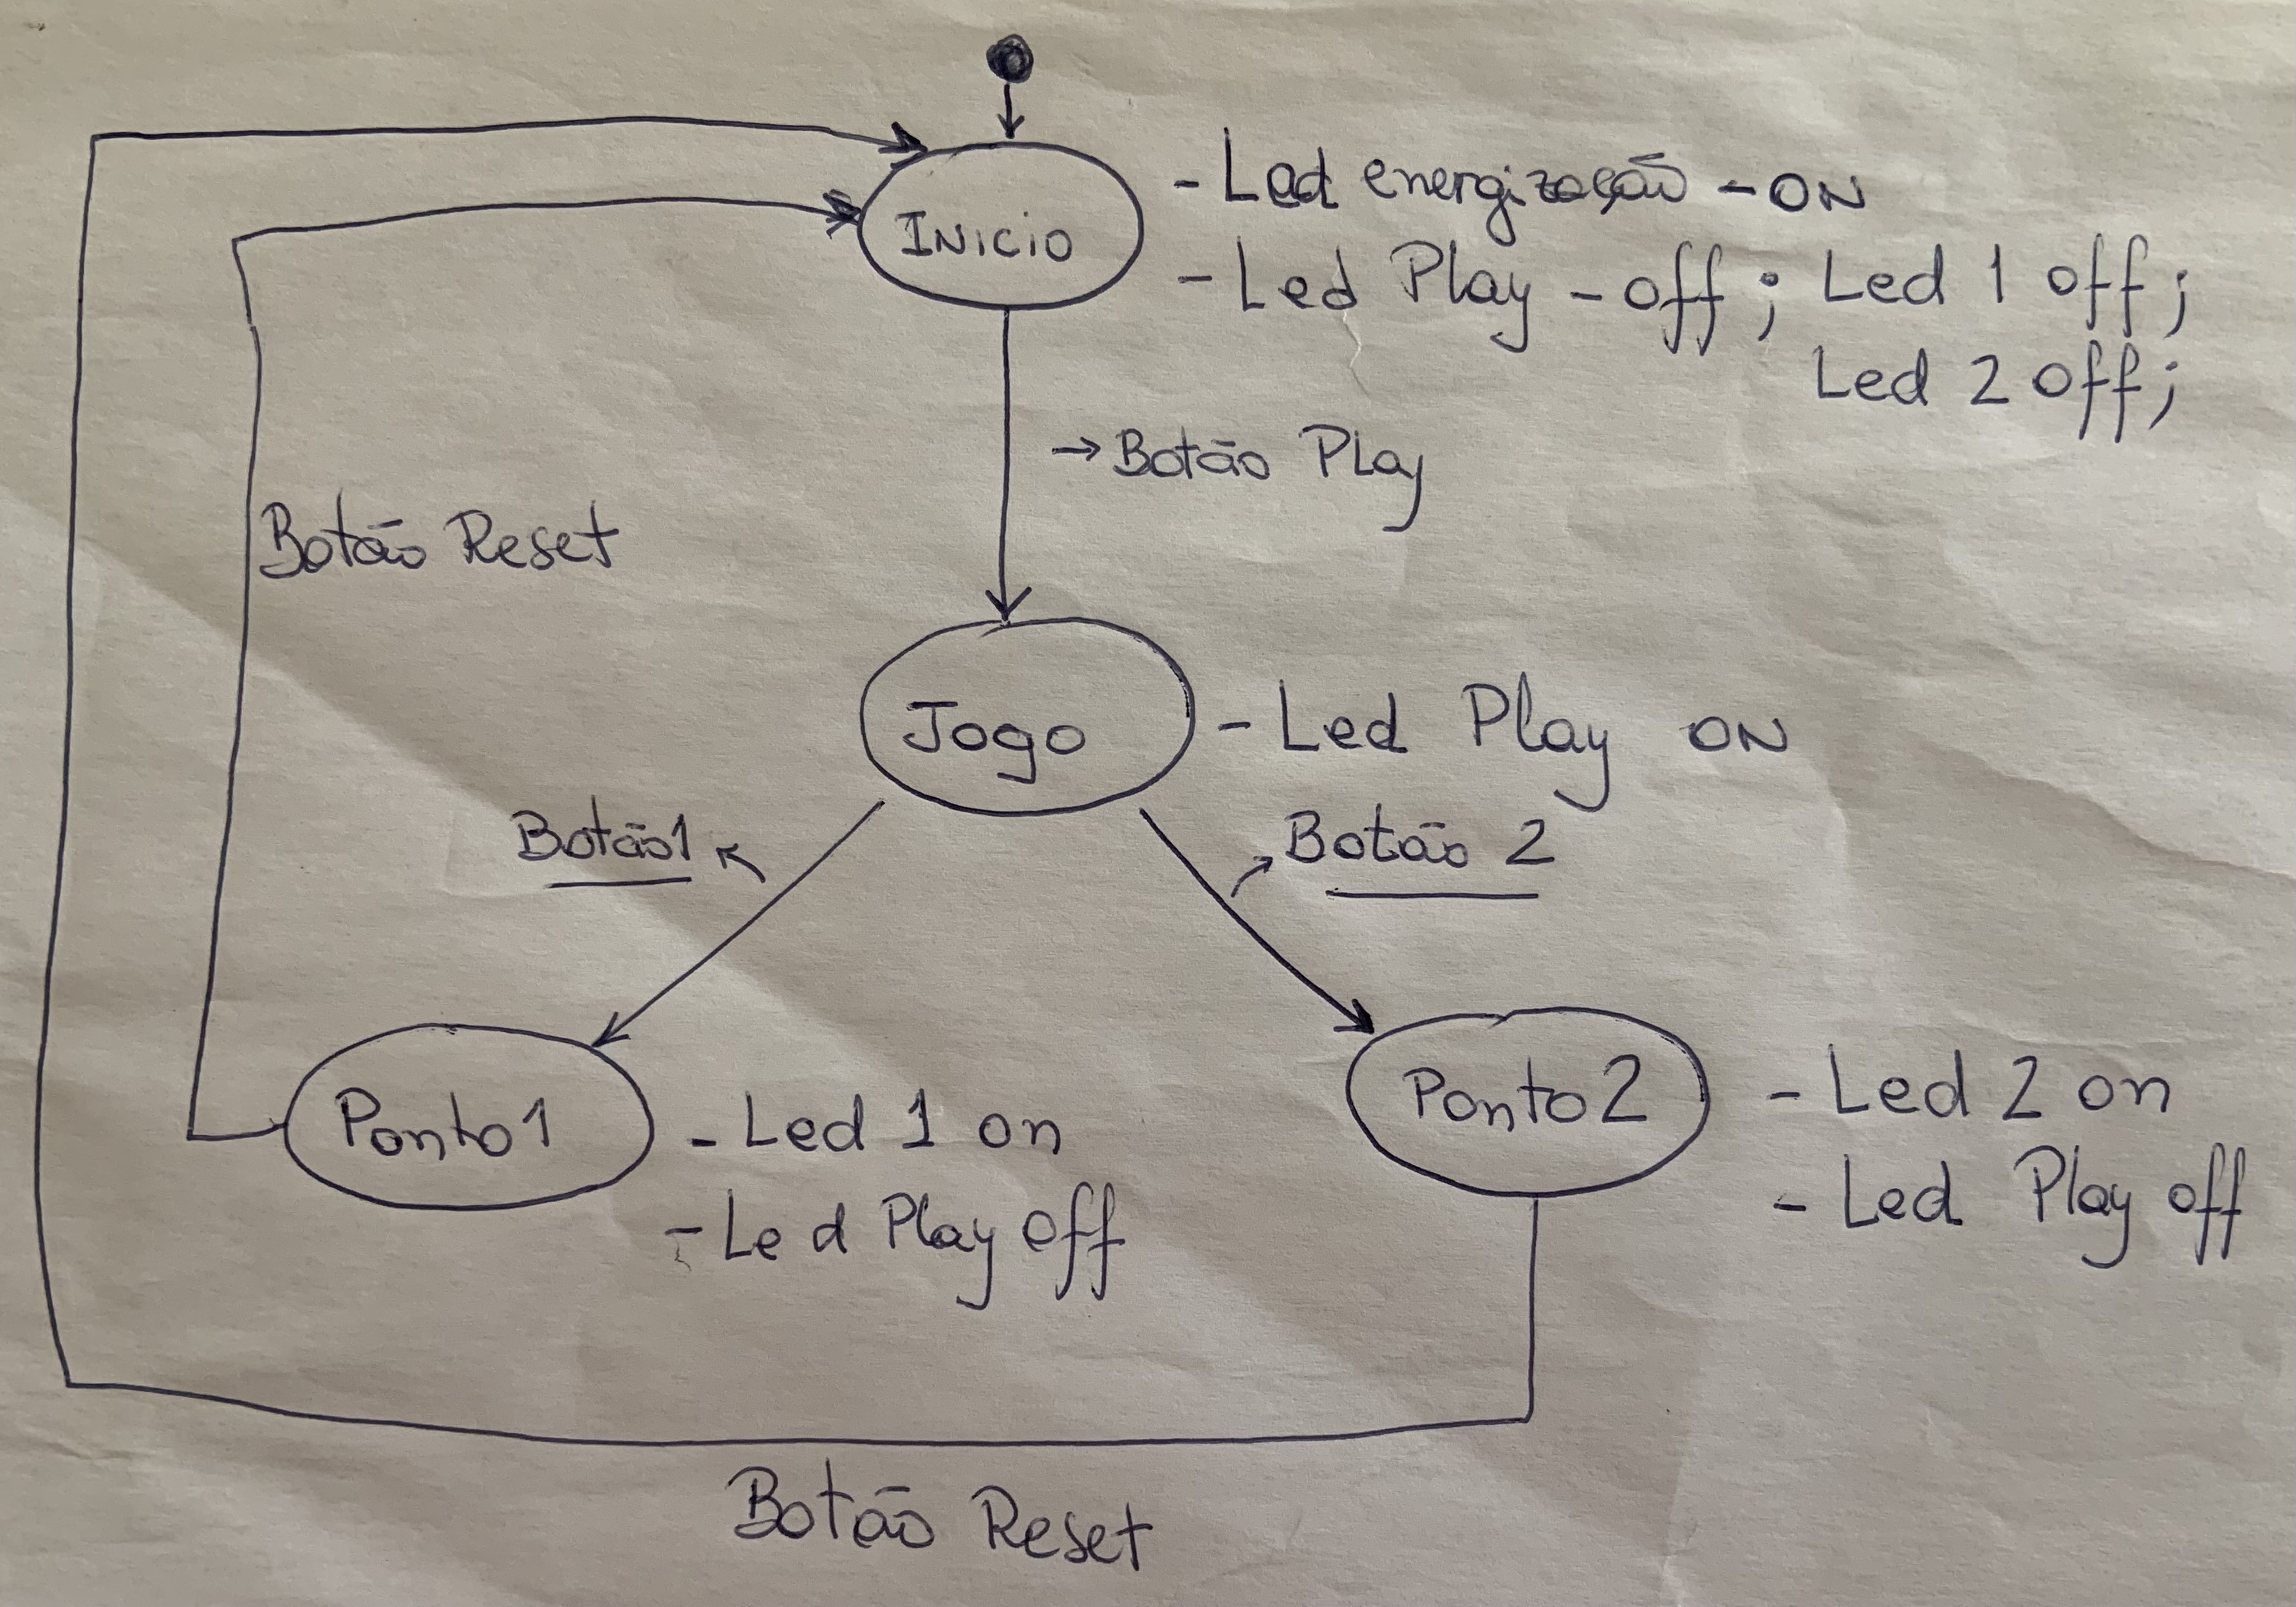 INICIO
- Led energização - ON
- Led Play - off ; Led 1 off ;
Led 2 off ;
→ Botão Play
Botão Reset
Jogo
- Led Play ON
Botão1
Botão 2
Ponto1
- Led 1 on
- Led Play off
Ponto2
- Led 2 on
- Led Play off
Botão Reset